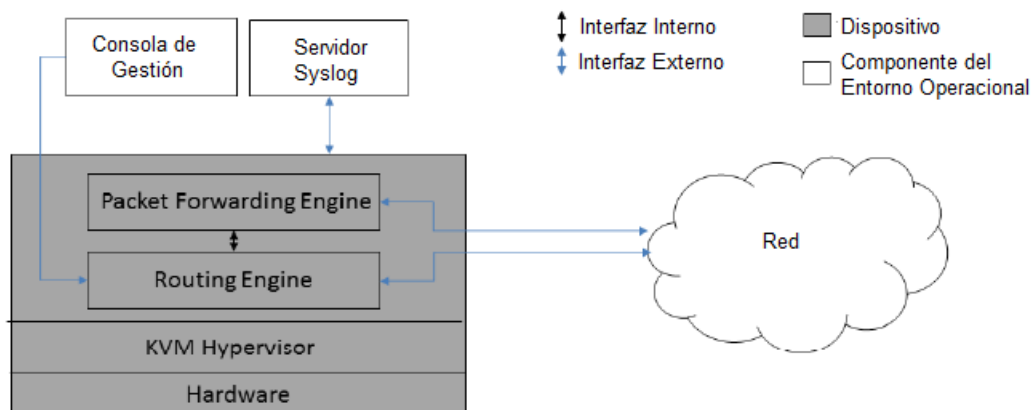 Consola de
Gestión
Servidor
Syslog
Interfaz Interno
Interfaz Externo
Dispositivo
Componente del
Entorno Operacional
Packet Forwarding Engine
Routing Engine
KVM Hypervisor
Hardware
Red